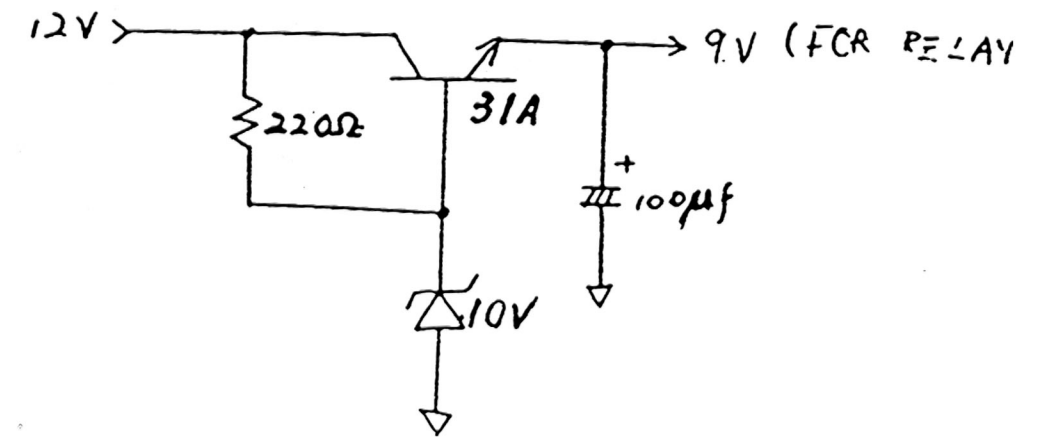 12V
9V (FOR RELAY
31A
220Ω
+
100µf
10V